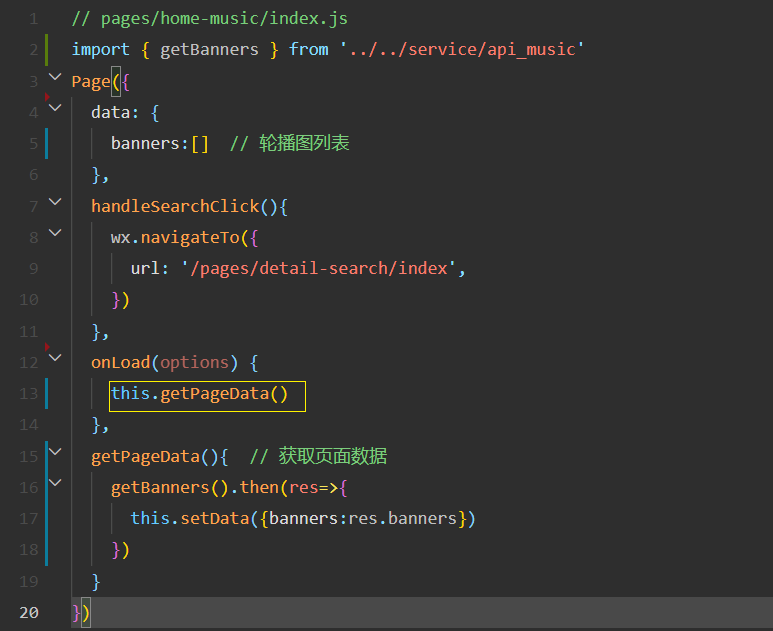 1 // pages/home-music/index.js
2 import { getBanners } from '../../service/api_music'
3 Page({
4 data: {
5 banners:[] // 轮播图列表
6 },
7 handleSearchClick(){
8 wx.navigateTo({
9 url: '/pages/detail-search/index',
10 })
11 },
12 onLoad(options) {
13 this.getPageData()
14 },
15 getPageData(){ // 获取页面数据
16 getBanners().then(res=>{
17 this.setData({banners:res.banners})
18 })
19 }
20 })